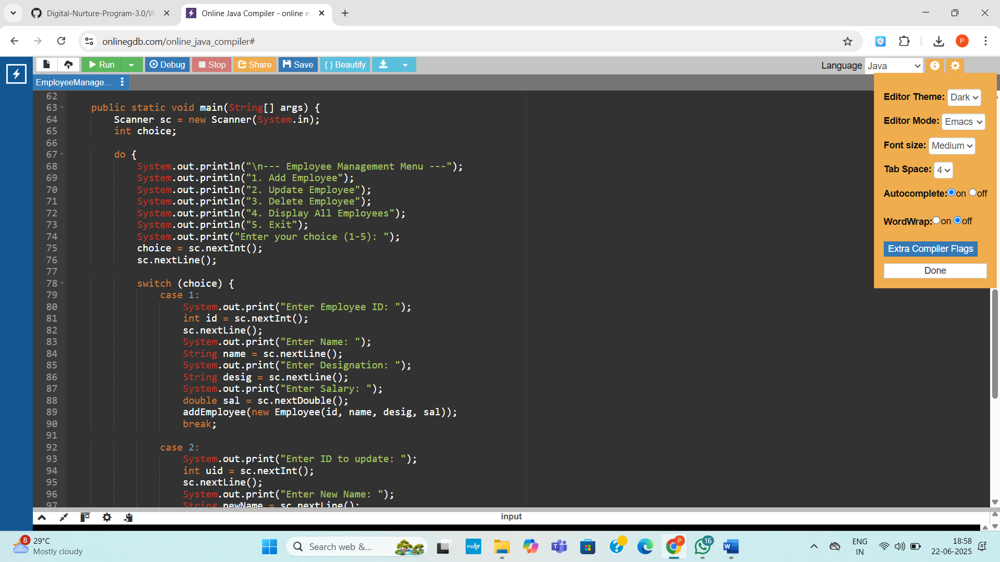 Digital-Nurture-Program-3.0/W
Online Java Compiler - online e
onlinegdb.com/online_java_compiler#
P
Run
Debug
Stop
Share
Save
{ } Beautify
Language
Java
EmployeeManage...
Editor Theme: Dark
Editor Mode: Emacs
Font size: Medium
Tab Space: 4
Autocomplete: on off
WordWrap: on off
Extra Compiler Flags
Done
62
63 public static void main(String[] args) {
64 Scanner sc = new Scanner(System.in);
65 int choice;
66
67 do {
68 System.out.println("\n--- Employee Management Menu ---");
69 System.out.println("1. Add Employee");
70 System.out.println("2. Update Employee");
71 System.out.println("3. Delete Employee");
72 System.out.println("4. Display All Employees");
73 System.out.println("5. Exit");
74 System.out.print("Enter your choice (1-5): ");
75 choice = sc.nextInt();
76 sc.nextLine();
77
78 switch (choice) {
79 case 1:
80 System.out.print("Enter Employee ID: ");
81 int id = sc.nextInt();
82 sc.nextLine();
83 System.out.print("Enter Name: ");
84 String name = sc.nextLine();
85 System.out.print("Enter Designation: ");
86 String desig = sc.nextLine();
87 System.out.print("Enter Salary: ");
88 double sal = sc.nextDouble();
89 addEmployee(new Employee(id, name, desig, sal));
90 break;
91
92 case 2:
93 System.out.print("Enter ID to update: ");
94 int uid = sc.nextInt();
95 sc.nextLine();
96 System.out.print("Enter New Name: ");
97 String newName = sc.nextLine();
input
8
29°C
Mostly cloudy
Search web &...
myhp
P
16
ENG
IN
18:58
22-06-2025